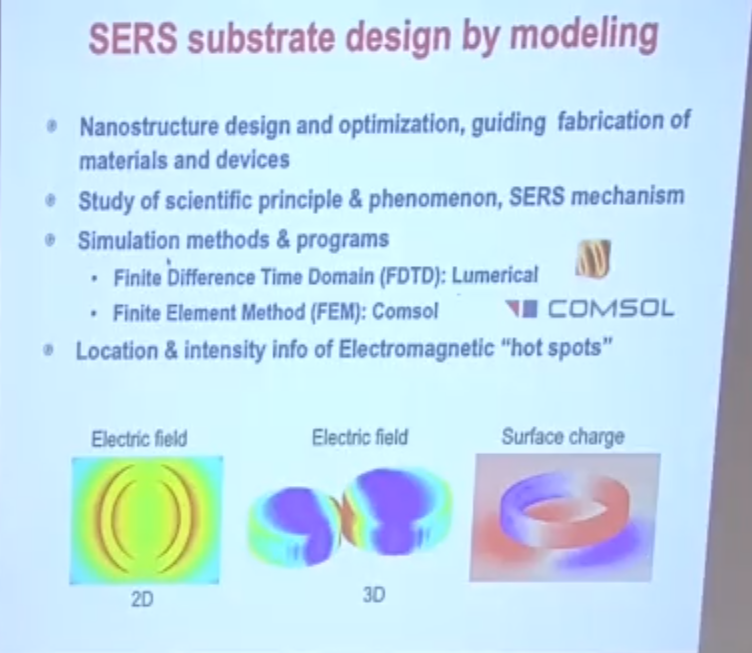 SERS substrate design by modeling
Nanostructure design and optimization, guiding fabrication of
materials and devices
Study of scientific principle & phenomenon, SERS mechanism
Simulation methods & programs
Finite Difference Time Domain (FDTD): Lumerical
Finite Element Method (FEM): Comsol
COMSOL
Location & intensity info of Electromagnetic “hot spots”
Electric field
Electric field
Surface charge
2D
3D